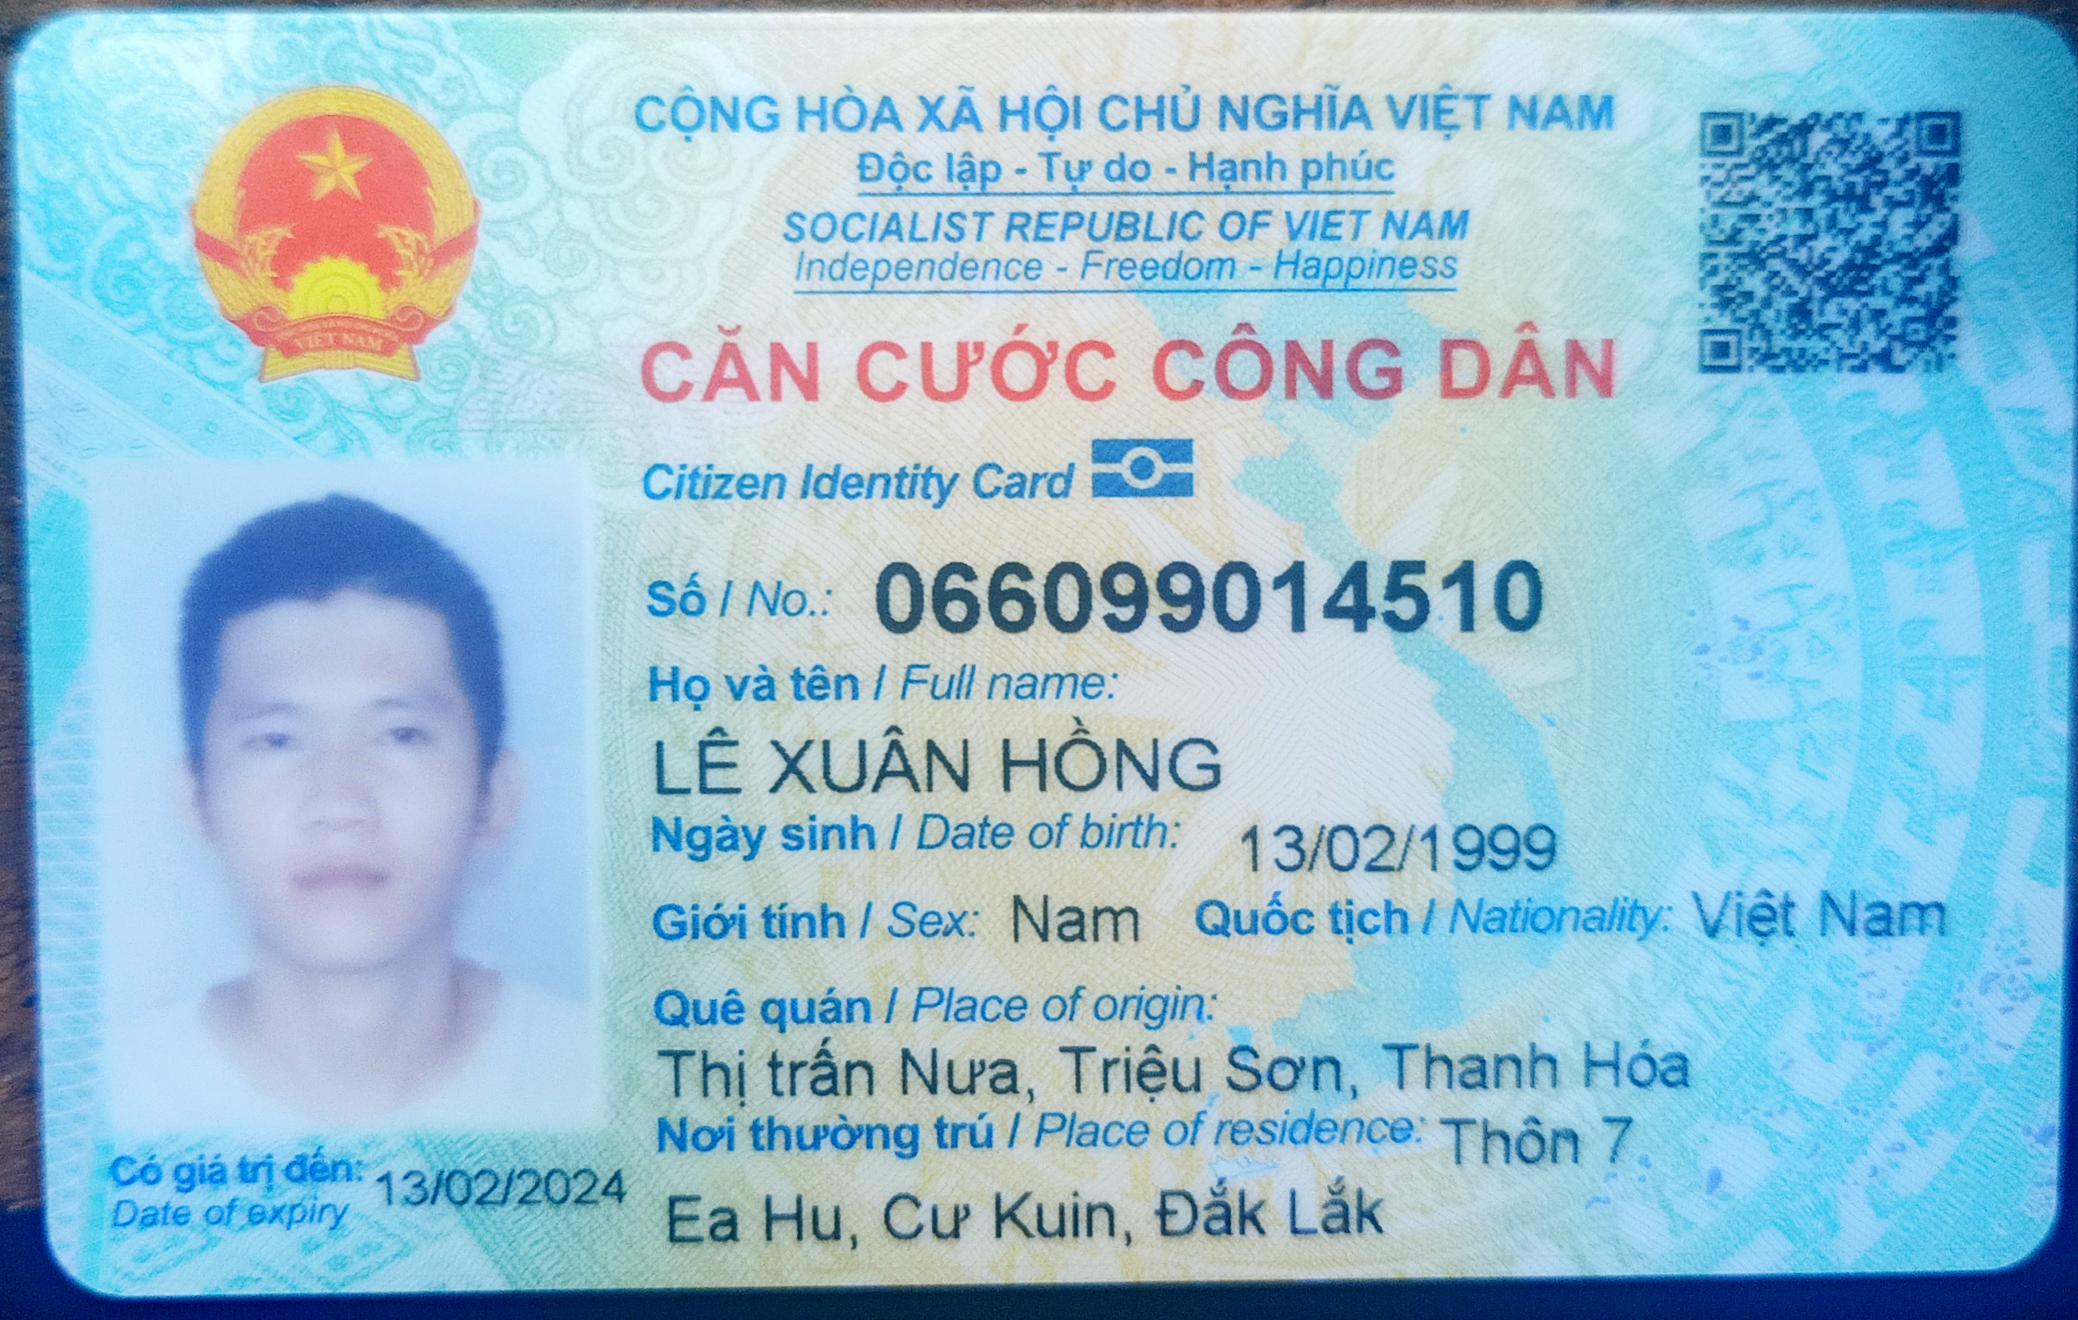 CỘNG HÒA XÃ HỘI CHỦ NGHĨA VIỆT NAM
Độc lập - Tự do - Hạnh phúc
SOCIALIST REPUBLIC OF VIET NAM
Independence - Freedom - Happiness
CĂN CƯỚC CÔNG DÂN
Citizen Identity Card
Số / No.: 066099014510
Họ và tên / Full name:
LÊ XUÂN HỒNG
Ngày sinh / Date of birth: 13/02/1999
Giới tính / Sex: Nam Quốc tịch / Nationality: Việt Nam
Quê quán / Place of origin:
Thị trấn Nưa, Triệu Sơn, Thanh Hóa
Nơi thường trú / Place of residence: Thôn 7
Ea Hu, Cư Kuin, Đắk Lắk
Có giá trị đến: 13/02/2024
Date of expiry
VIỆT NAM